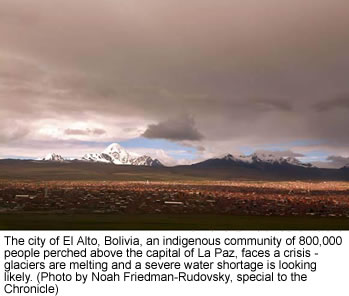 The city of El Alto, Bolivia, an indigenous community of 800,000
people perched above the capital of La Paz, faces a crisis -
glaciers are melting and a severe water shortage is looking
likely. (Photo by Noah Friedman-Rudovsky, special to the
Chronicle)